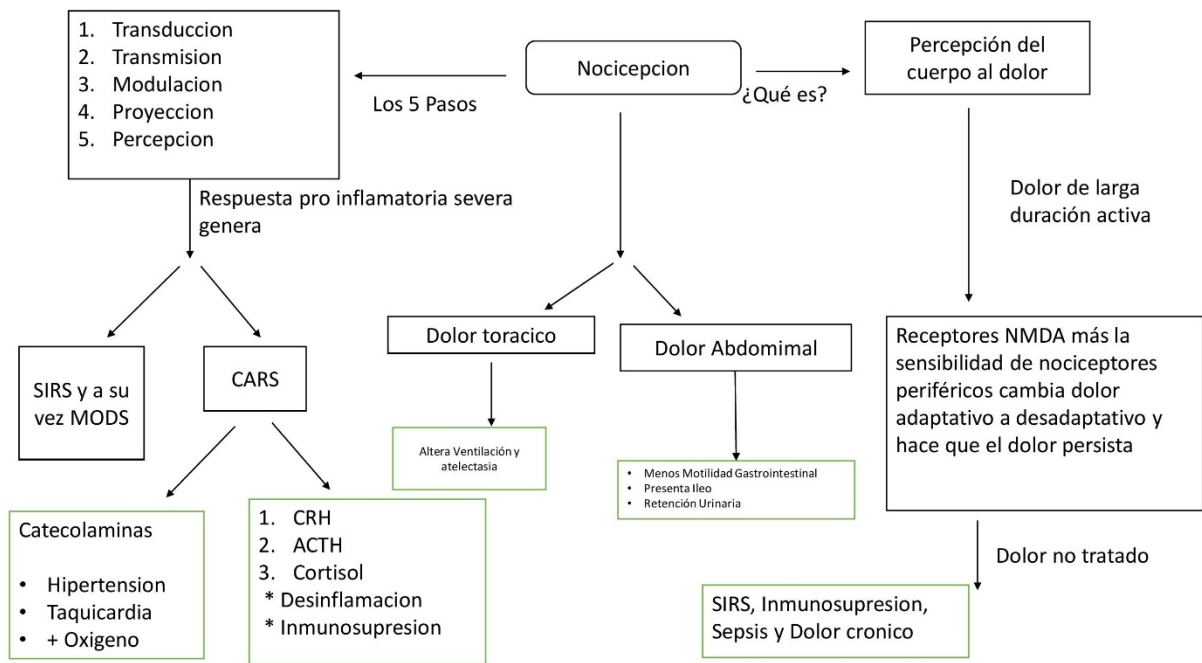 Nocicepcion
Los 5 Pasos
1. Transduccion
2. Transmision
3. Modulacion
4. Proyeccion
5. Percepcion
Respuesta pro inflamatoria severa
genera
SIRS y a su
vez MODS
CARS
Catecolaminas
• Hipertension
• Taquicardia
• + Oxigeno
1. CRH
2. ACTH
3. Cortisol
* Desinflamacion
* Inmunosupresion
Dolor toracico
Altera Ventilación y
atelectasia
Dolor Abdomimal
• Menos Motilidad Gastrointestinal
• Presenta Ileo
• Retención Urinaria
¿Qué es?
Percepción del
cuerpo al dolor
Dolor de larga
duración activa
Receptores NMDA más la
sensibilidad de nociceptores
periféricos cambia dolor
adaptativo a desadaptativo y
hace que el dolor persista
Dolor no tratado
SIRS, Inmunosupresion,
Sepsis y Dolor cronico